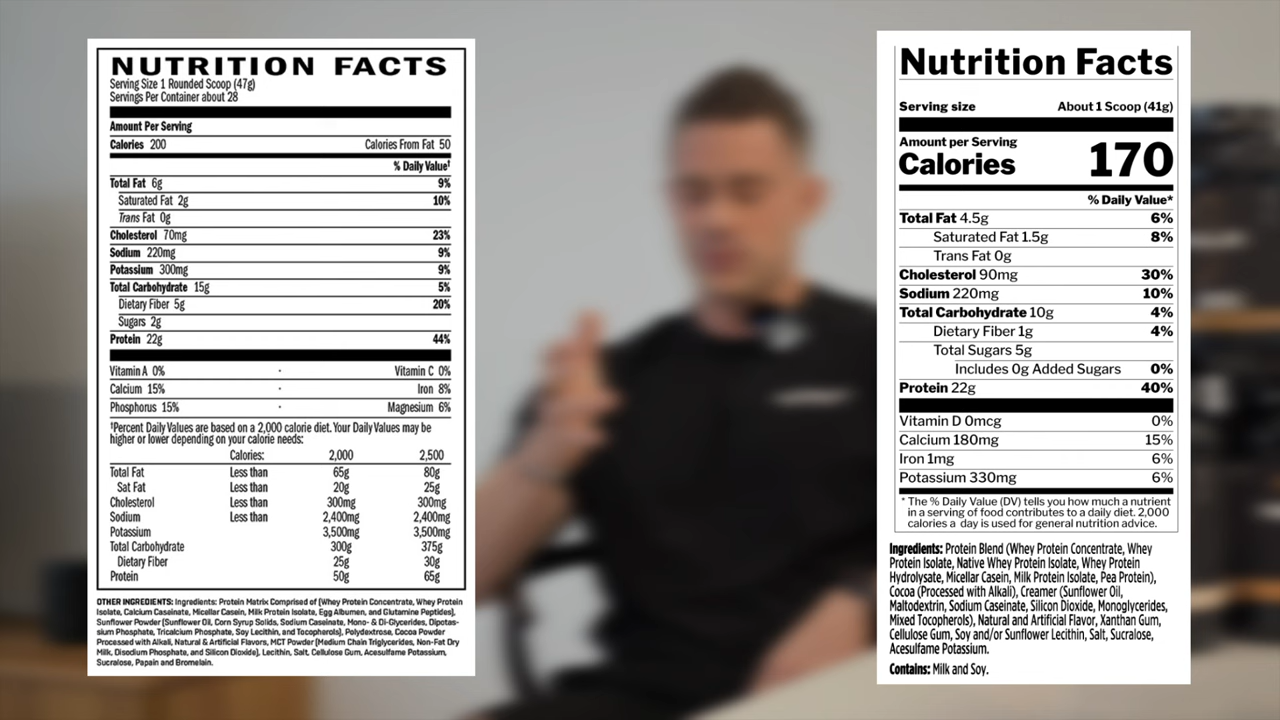 NUTRITION FACTS
Serving Size 1 Rounded Scoop (47g)
Servings Per Container about 28
Amount Per Serving
Calories 200 Calories From Fat 50
% Daily Value†
Total Fat 6g 9%
Saturated Fat 2g 10%
Trans Fat 0g
Cholesterol 70mg 23%
Sodium 220mg 9%
Potassium 300mg 9%
Total Carbohydrate 15g 5%
Dietary Fiber 5g 20%
Sugars 2g
Protein 22g 44%
Vitamin A 0% · Vitamin C 0%
Calcium 15% · Iron 8%
Phosphorus 15% · Magnesium 6%
†Percent Daily Values are based on a 2,000 calorie diet. Your Daily Values may be
higher or lower depending on your calorie needs:
Calories: 2,000 2,500
Total Fat Less than 65g 80g
Sat Fat Less than 20g 25g
Cholesterol Less than 300mg 300mg
Sodium Less than 2,400mg 2,400mg
Potassium 3,500mg 3,500mg
Total Carbohydrate 300g 375g
Dietary Fiber 25g 30g
Protein 50g 65g
OTHER INGREDIENTS: Ingredients: Protein Matrix Comprised of (Whey Protein Concentrate, Whey Protein
Isolate, Calcium Caseinate, Micellar Casein, Milk Protein Isolate, Egg Albumen, and Glutamine Peptides),
Sunflower Powder (Sunflower Oil, Corn Syrup Solids, Sodium Caseinate, Mono- & Di-Glycerides, Dipotas-
sium Phosphate, Tricalcium Phosphate, Soy Lecithin, and Tocopherols), Polydextrose, Cocoa Powder
Processed with Alkali, Natural & Artificial Flavors, MCT Powder (Medium Chain Triglycerides, Non-Fat Dry
Milk, Disodium Phosphate, and Silicon Dioxide), Lecithin, Salt, Cellulose Gum, Acesulfame Potassium,
Sucralose, Papain and Bromelain.
Nutrition Facts
Serving size About 1 Scoop (41g)
Amount per Serving
Calories 170
% Daily Value*
Total Fat 4.5g 6%
Saturated Fat 1.5g 8%
Trans Fat 0g
Cholesterol 90mg 30%
Sodium 220mg 10%
Total Carbohydrate 10g 4%
Dietary Fiber 1g 4%
Total Sugars 5g
Includes 0g Added Sugars 0%
Protein 22g 40%
Vitamin D 0mcg 0%
Calcium 180mg 15%
Iron 1mg 6%
Potassium 330mg 6%
* The % Daily Value (DV) tells you how much a nutrient
in a serving of food contributes to a daily diet. 2,000
calories a day is used for general nutrition advice.
Ingredients: Protein Blend (Whey Protein Concentrate, Whey
Protein Isolate, Native Whey Protein Isolate, Whey Protein
Hydrolysate, Micellar Casein, Milk Protein Isolate, Pea Protein),
Cocoa (Processed with Alkali), Creamer (Sunflower Oil,
Maltodextrin, Sodium Caseinate, Silicon Dioxide, Monoglycerides,
Mixed Tocopherols), Natural and Artificial Flavor, Xanthan Gum,
Cellulose Gum, Soy and/or Sunflower Lecithin, Salt, Sucralose,
Acesulfame Potassium.
Contains: Milk and Soy.